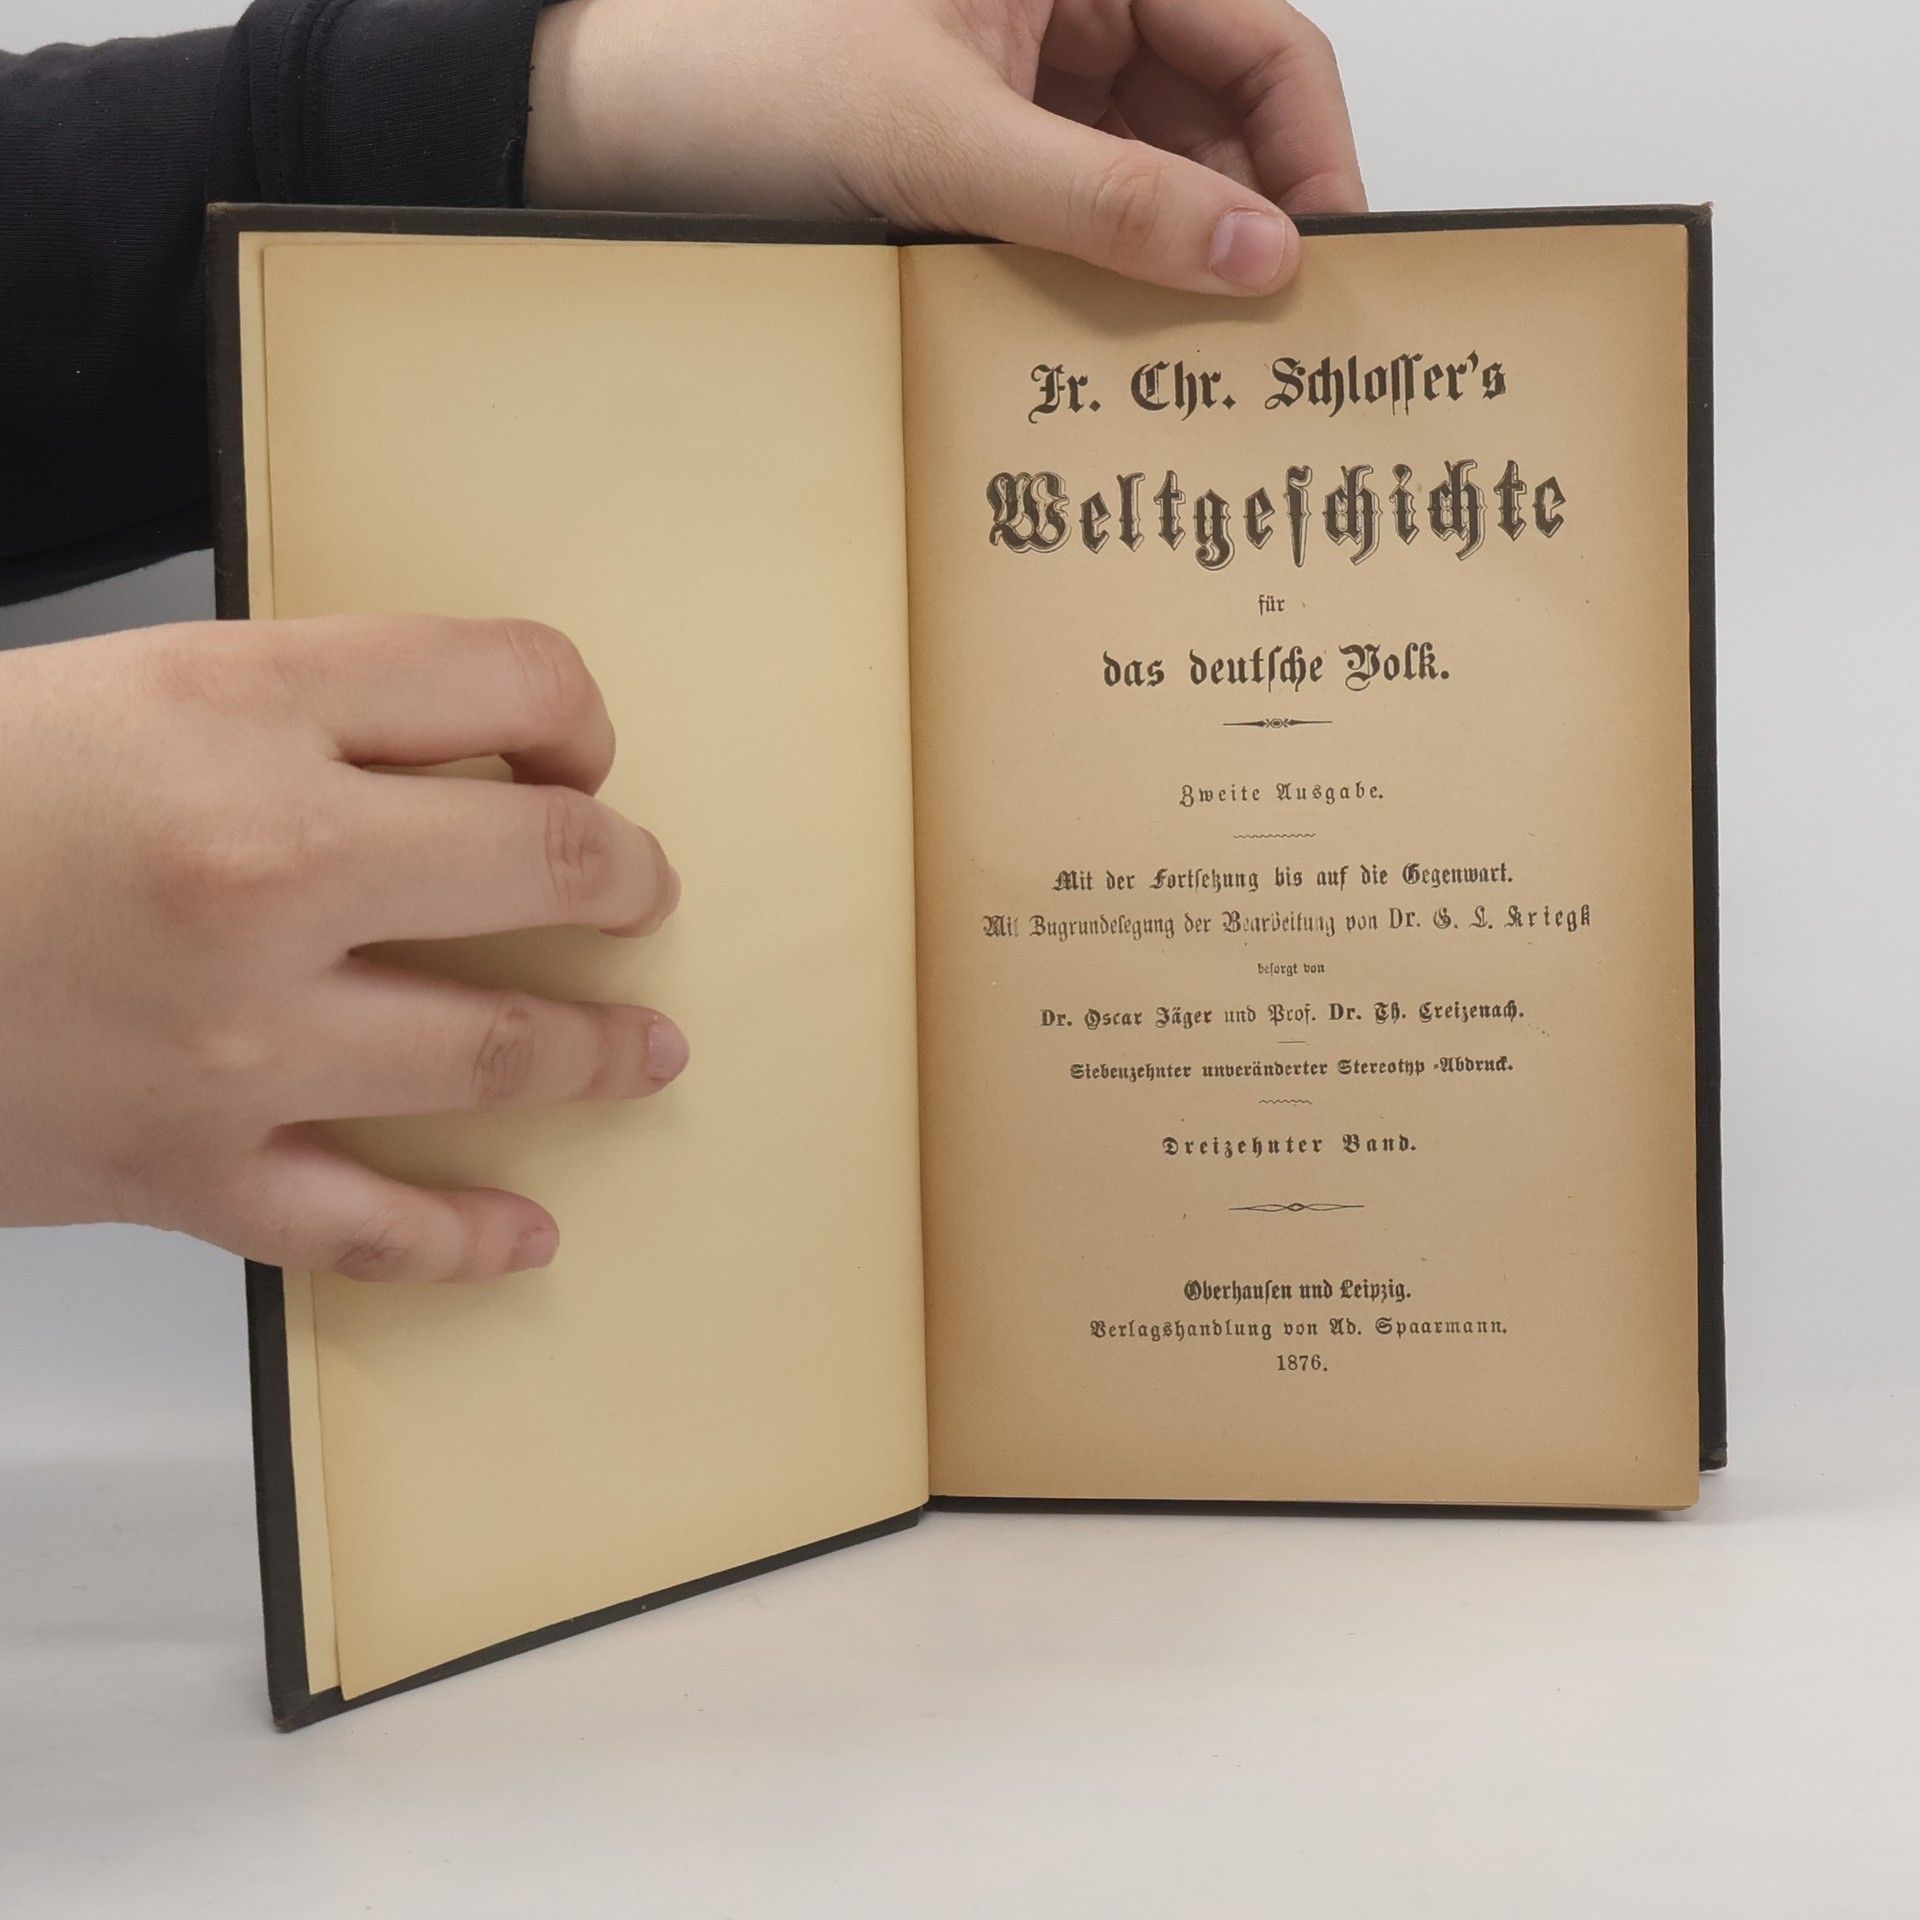 Fr. Chr. Schloſſer's
Weltgeſchichte
für
das deutſche Volk.
Zweite Ausgabe.
Mit der Fortſetzung bis auf die Gegenwart.
Mit Zugrundelegung der Bearbeitung von Dr. G. L. Kriegk
beſorgt von
Dr. Oscar Jäger und Prof. Dr. Th. Creizenach.
Siebenzehnter unveränderter Stereotyp-Abdruck.
Dreizehnter Band.
Oberhauſen und Leipzig.
Verlagshandlung von Ad. Spaarmann.
1876.